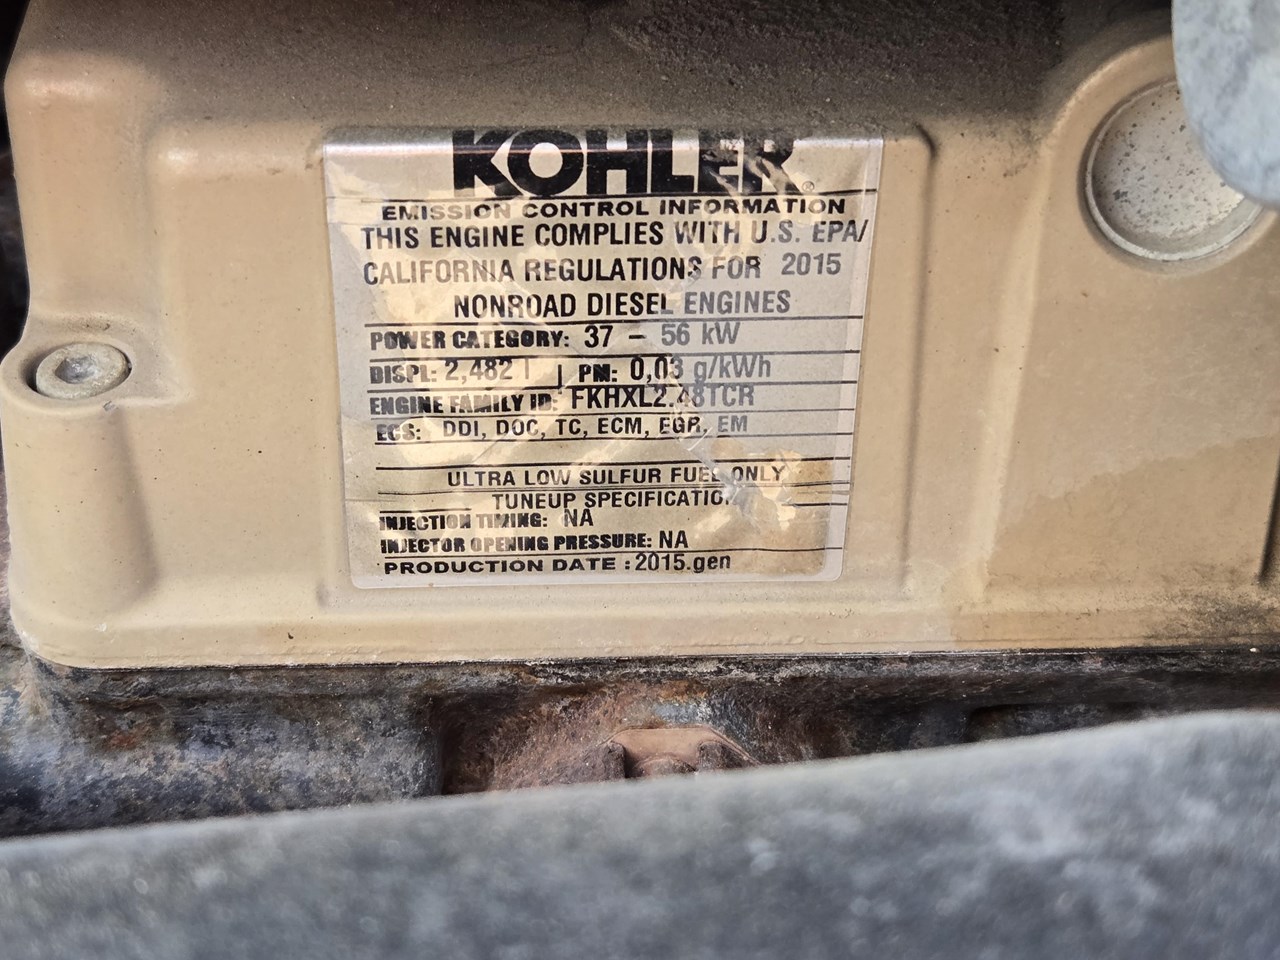 KOHLER®
EMISSION CONTROL INFORMATION
THIS ENGINE COMPLIES WITH U.S. EPA/
CALIFORNIA REGULATIONS FOR 2015
NONROAD DIESEL ENGINES
POWER CATEGORY: 37 – 56 kW
DISPL: 2,482 l | PM: 0,03 g/kWh
ENGINE FAMILY ID: FKHXL2.48TCR
ECS: DDI, DOC, TC, ECM, EGR, EM
ULTRA LOW SULFUR FUEL ONLY
TUNEUP SPECIFICATION
INJECTION TIMING: NA
INJECTOR OPENING PRESSURE: NA
PRODUCTION DATE : 2015.gen